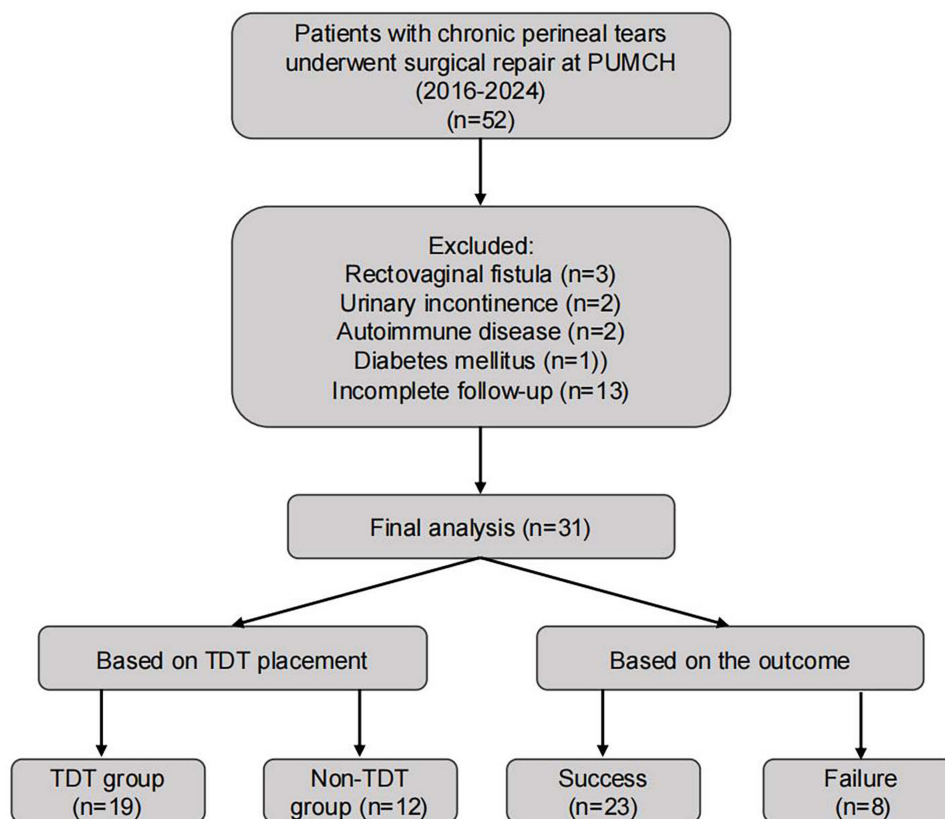 Patients with chronic perineal tears
underwent surgical repair at PUMCH
(2016-2024)
(n=52)
Excluded:
Rectovaginal fistula (n=3)
Urinary incontinence (n=2)
Autoimmune disease (n=2)
Diabetes mellitus (n=1))
Incomplete follow-up (n=13)
Final analysis (n=31)
Based on TDT placement
Based on the outcome
TDT group
(n=19)
Non-TDT
group (n=12)
Success
(n=23)
Failure
(n=8)